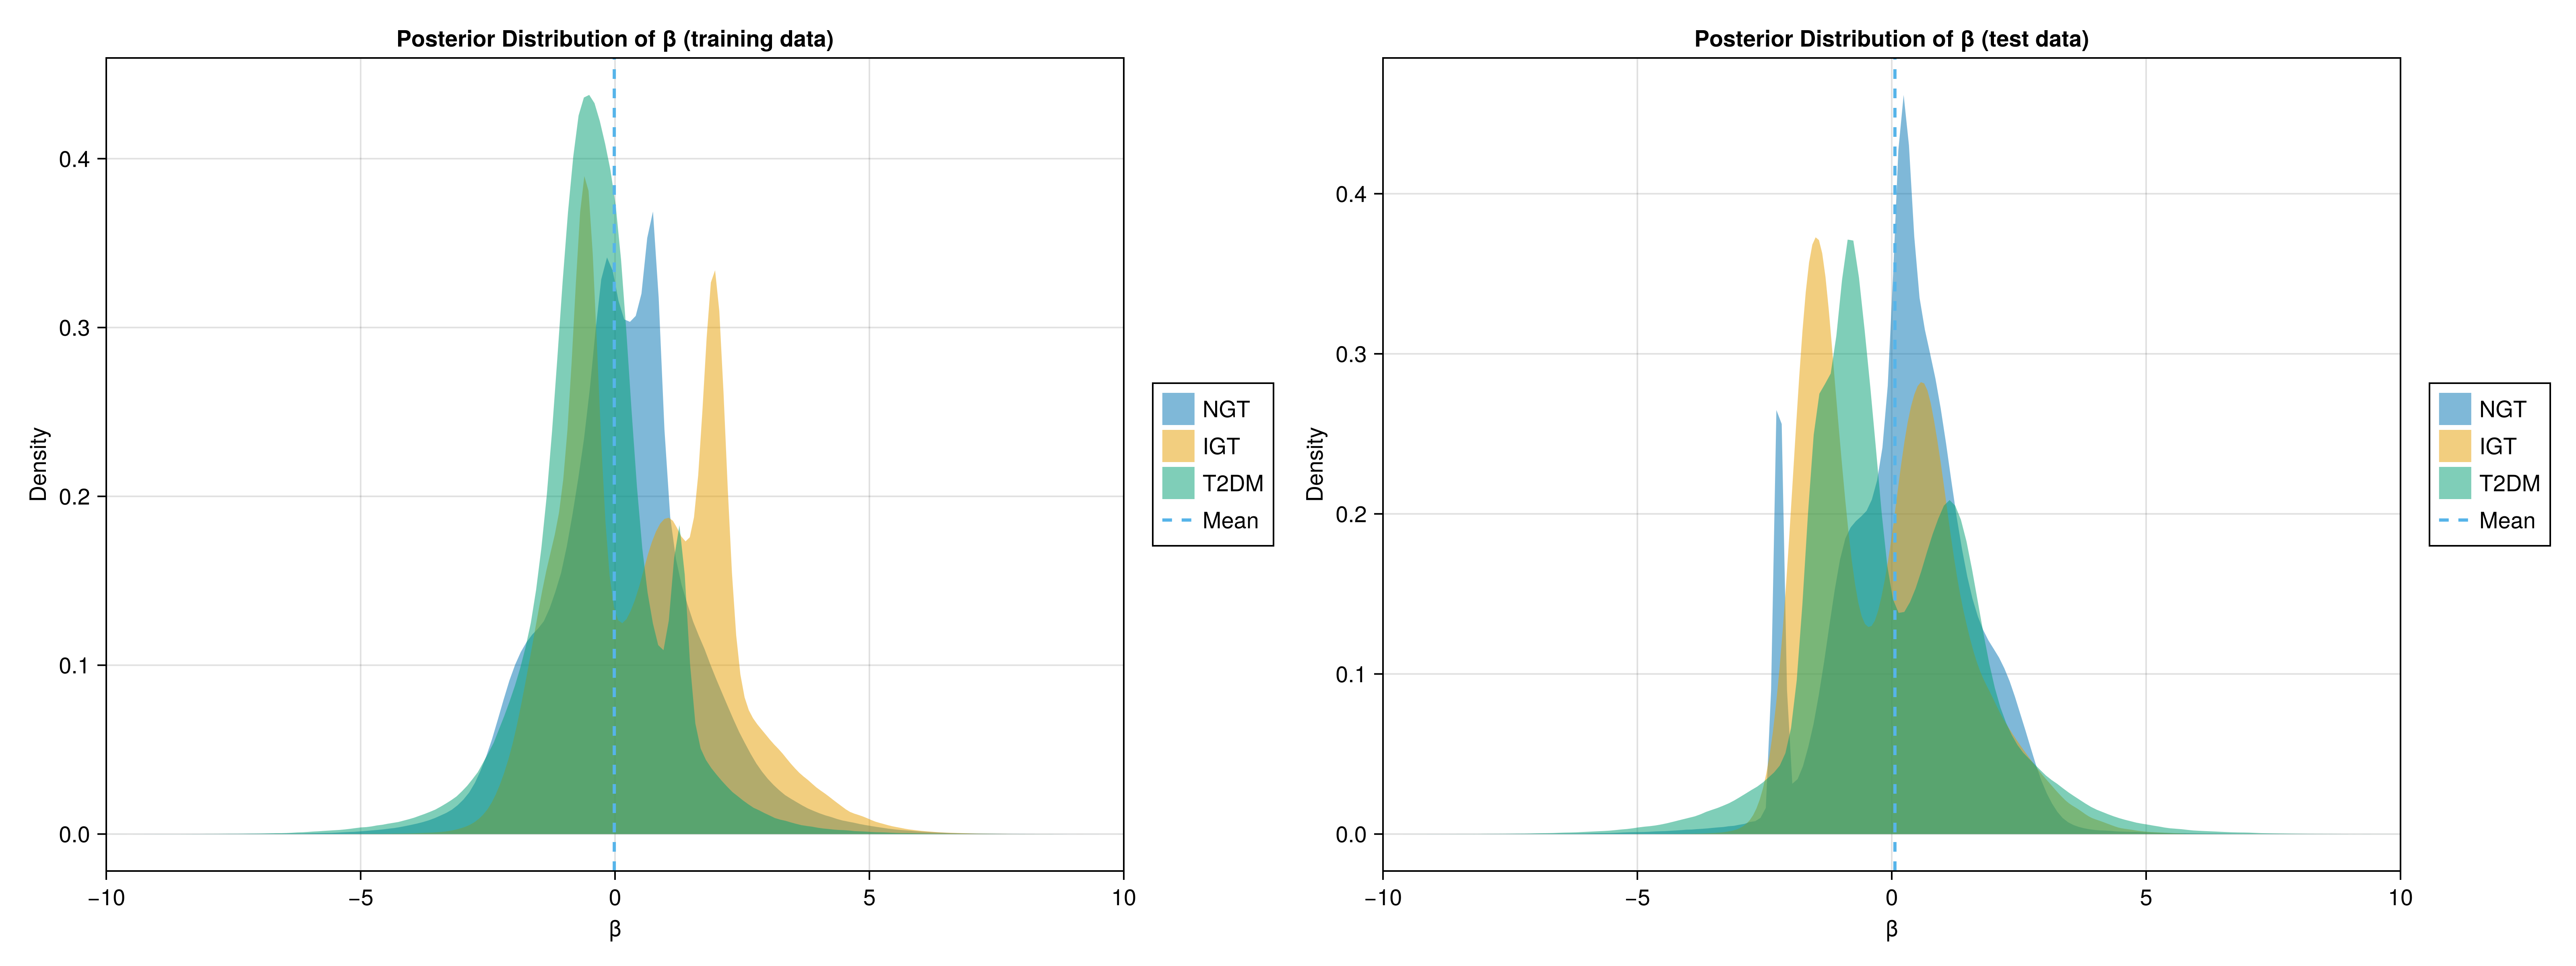 Posterior Distribution of β (training data)
Density
0.4
0.3
0.2
0.1
0.0
−10
−5
0
5
10
β
NGT
IGT
T2DM
Mean
Posterior Distribution of β (test data)
Density
0.4
0.3
0.2
0.1
0.0
−10
−5
0
5
10
β
NGT
IGT
T2DM
Mean